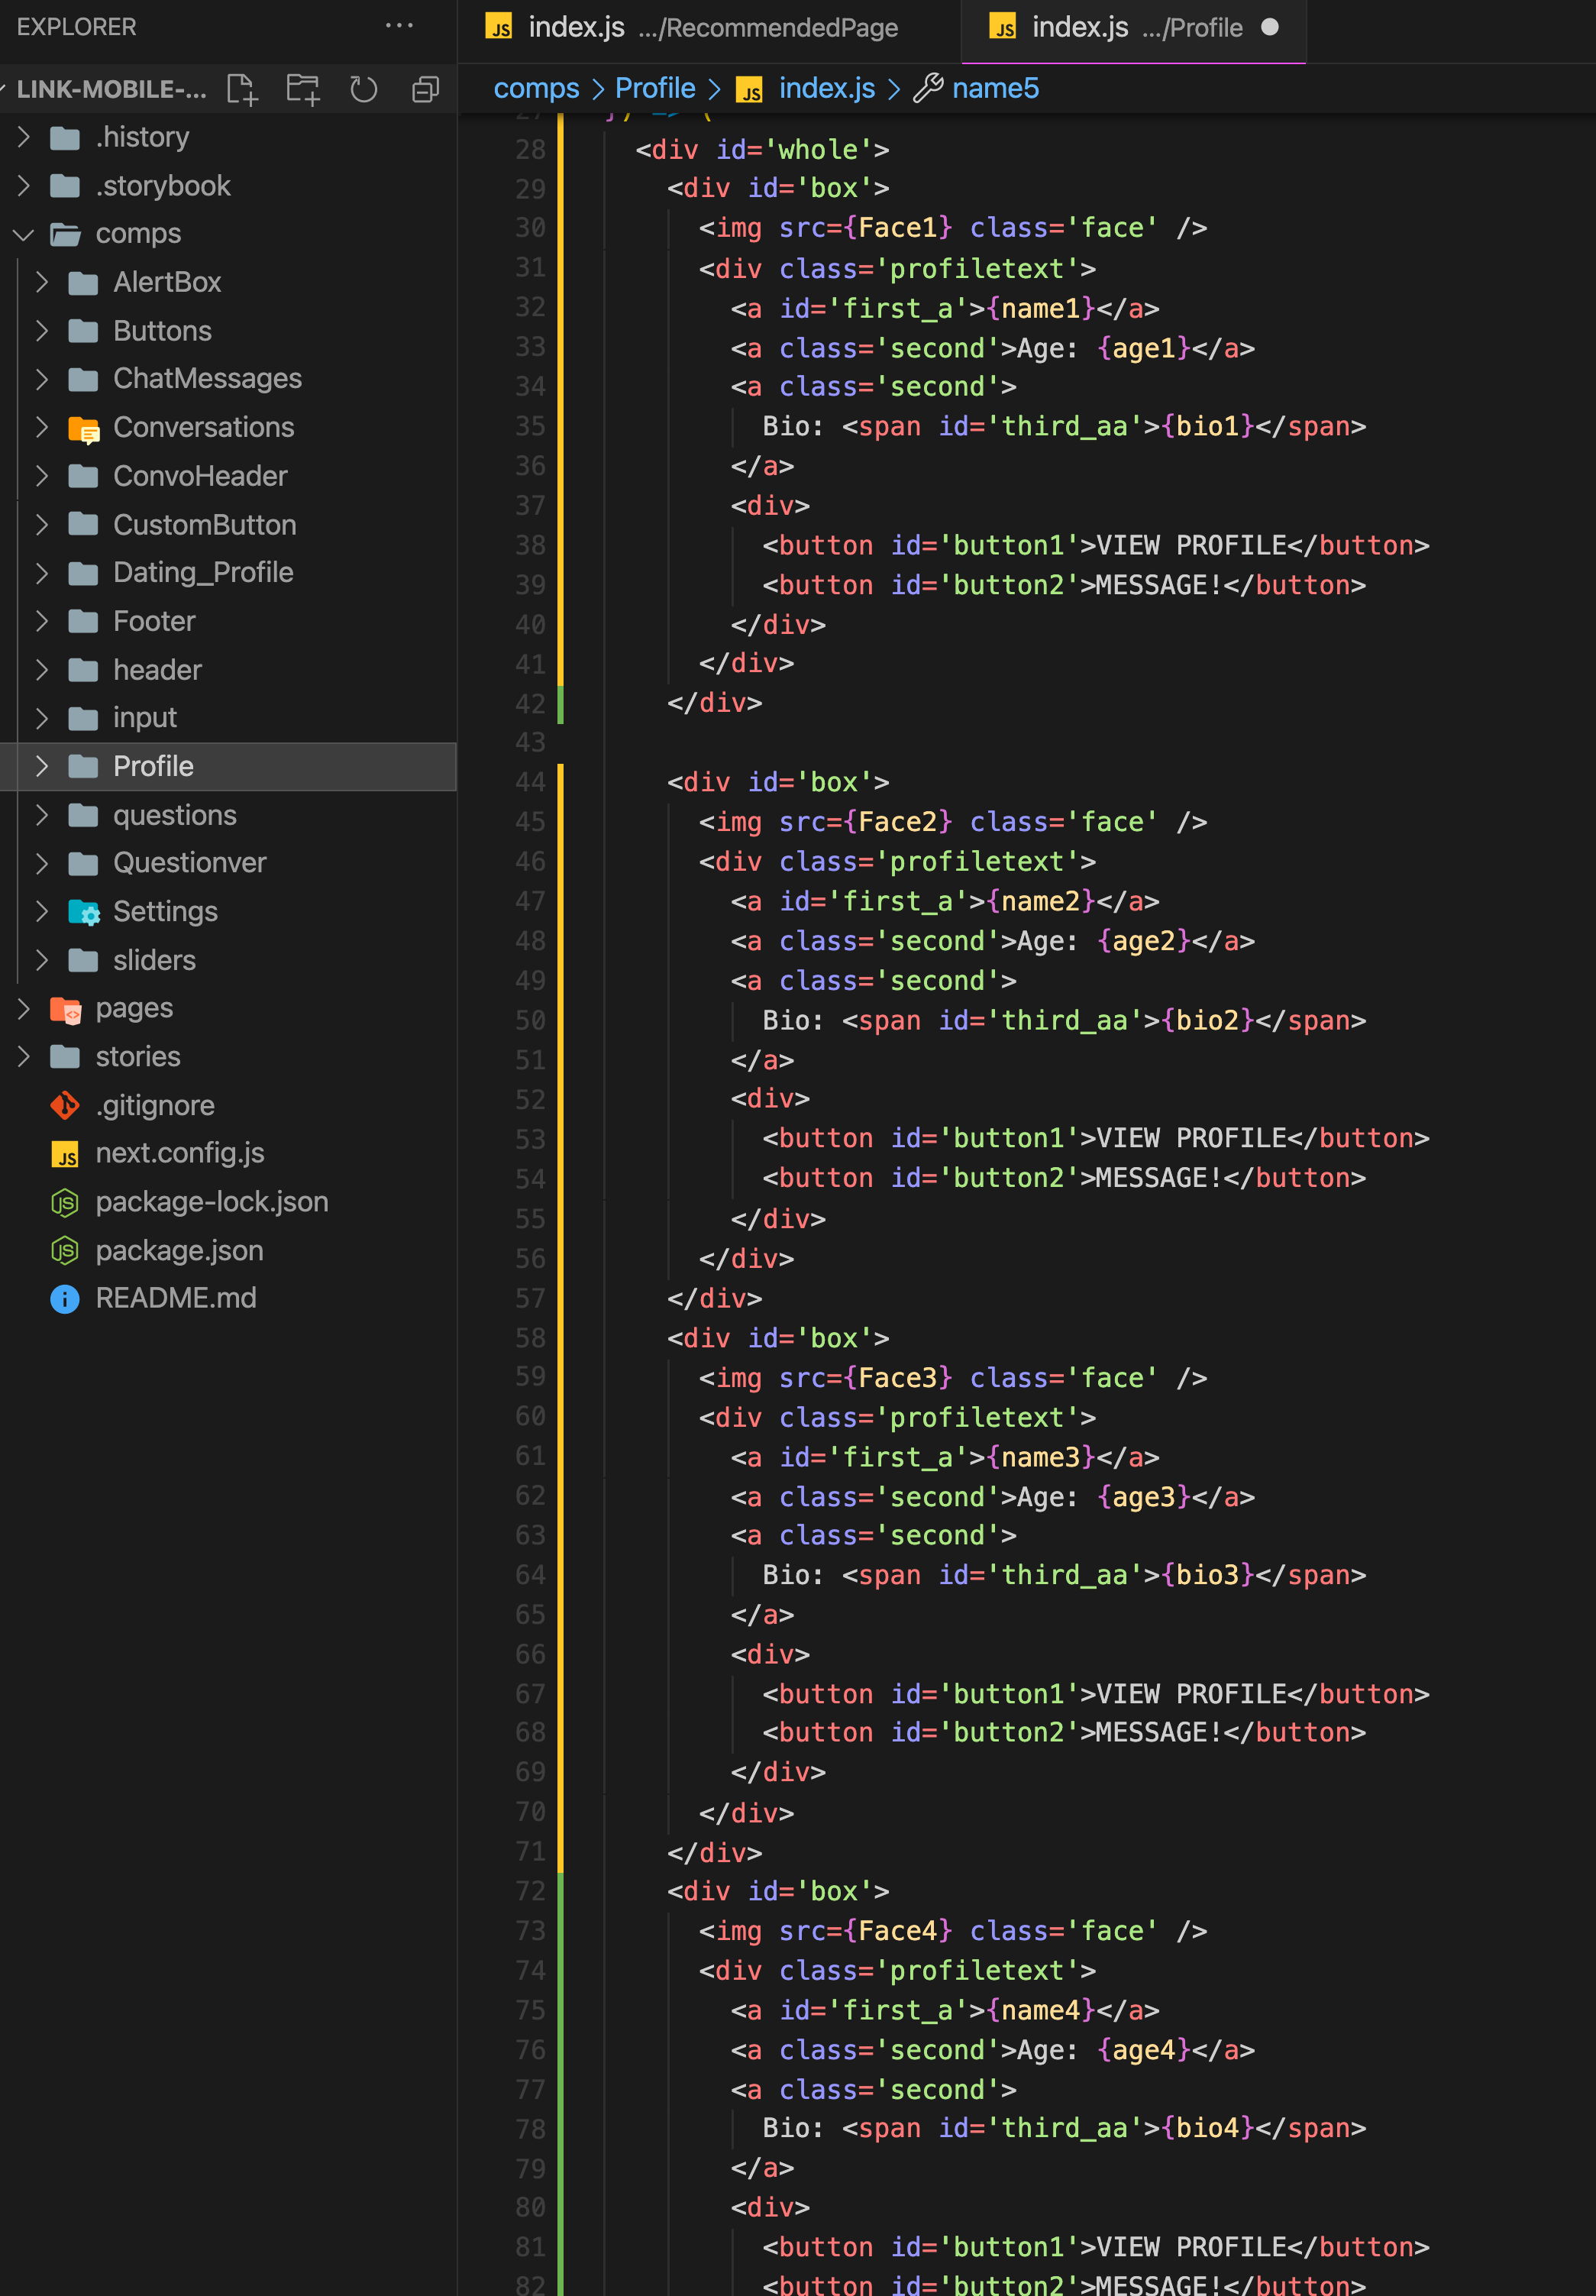 EXPLORER ...
LINK-MOBILE-...
.history
.storybook
comps
AlertBox
Buttons
ChatMessages
Conversations
ConvoHeader
CustomButton
Dating_Profile
Footer
header
input
Profile
questions
Questionver
Settings
sliders
pages
stories
.gitignore
next.config.js
package-lock.json
package.json
README.md
JS index.js .../RecommendedPage JS index.js .../Profile
comps > Profile > JS index.js > name5
27 }) => (
28 <div id='whole'>
29 <div id='box'>
30 <img src={Face1} class='face' />
31 <div class='profiletext'>
32 <a id='first_a'>{name1}</a>
33 <a class='second'>Age: {age1}</a>
34 <a class='second'>
35 Bio: <span id='third_aa'>{bio1}</span>
36 </a>
37 <div>
38 <button id='button1'>VIEW PROFILE</button>
39 <button id='button2'>MESSAGE!</button>
40 </div>
41 </div>
42 </div>
43
44 <div id='box'>
45 <img src={Face2} class='face' />
46 <div class='profiletext'>
47 <a id='first_a'>{name2}</a>
48 <a class='second'>Age: {age2}</a>
49 <a class='second'>
50 Bio: <span id='third_aa'>{bio2}</span>
51 </a>
52 <div>
53 <button id='button1'>VIEW PROFILE</button>
54 <button id='button2'>MESSAGE!</button>
55 </div>
56 </div>
57 </div>
58 <div id='box'>
59 <img src={Face3} class='face' />
60 <div class='profiletext'>
61 <a id='first_a'>{name3}</a>
62 <a class='second'>Age: {age3}</a>
63 <a class='second'>
64 Bio: <span id='third_aa'>{bio3}</span>
65 </a>
66 <div>
67 <button id='button1'>VIEW PROFILE</button>
68 <button id='button2'>MESSAGE!</button>
69 </div>
70 </div>
71 </div>
72 <div id='box'>
73 <img src={Face4} class='face' />
74 <div class='profiletext'>
75 <a id='first_a'>{name4}</a>
76 <a class='second'>Age: {age4}</a>
77 <a class='second'>
78 Bio: <span id='third_aa'>{bio4}</span>
79 </a>
80 <div>
81 <button id='button1'>VIEW PROFILE</button>
82 <button id='button2'>MESSAGE!</button>